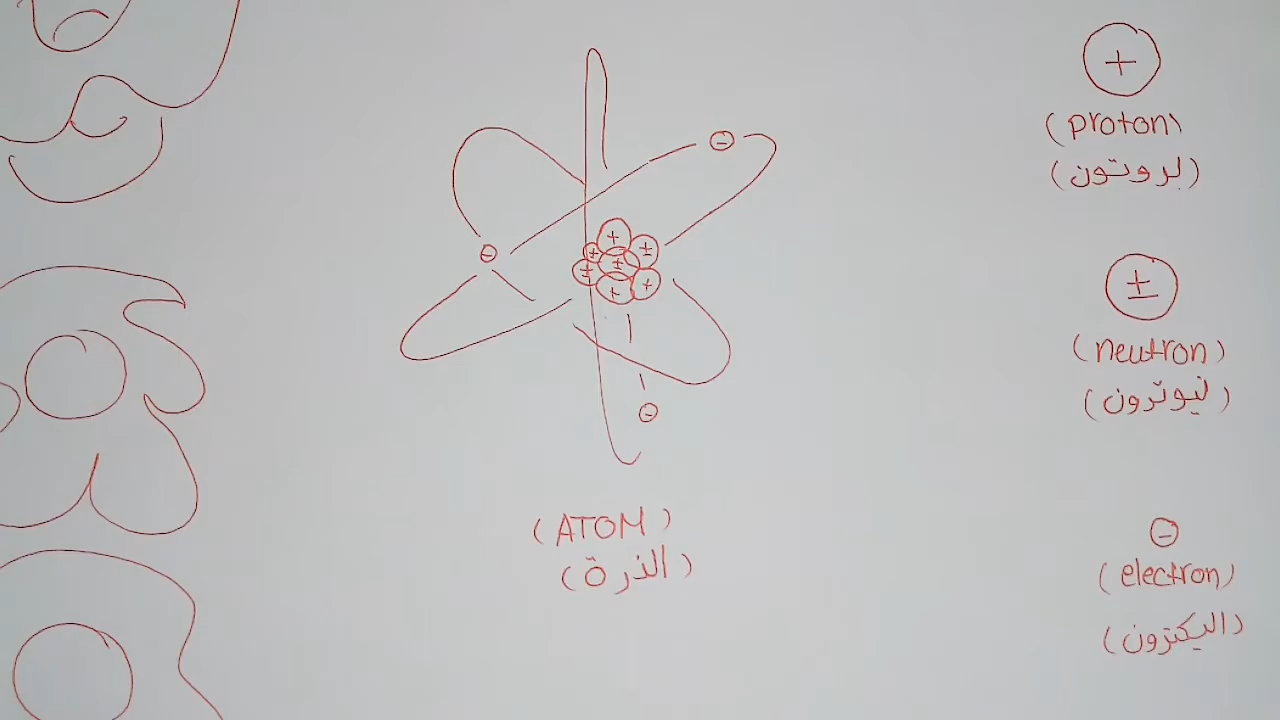 +
(proton)
(بروتون)
±
(neutron)
(نيوترون)
-
(electron)
(اليكترون)
-
-
+
+
±
±
±
+
+
-
(ATOM)
(الذرة)